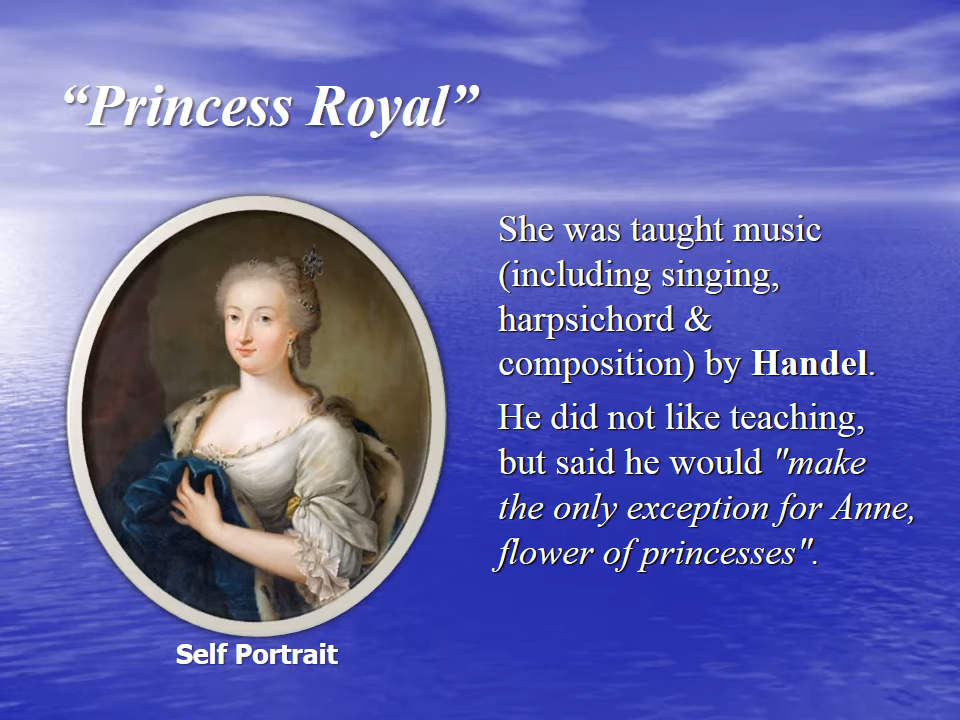 “Princess Royal”
She was taught music
(including singing,
harpsichord &
composition) by Handel.
He did not like teaching,
but said he would "make
the only exception for Anne,
flower of princesses".
Self Portrait